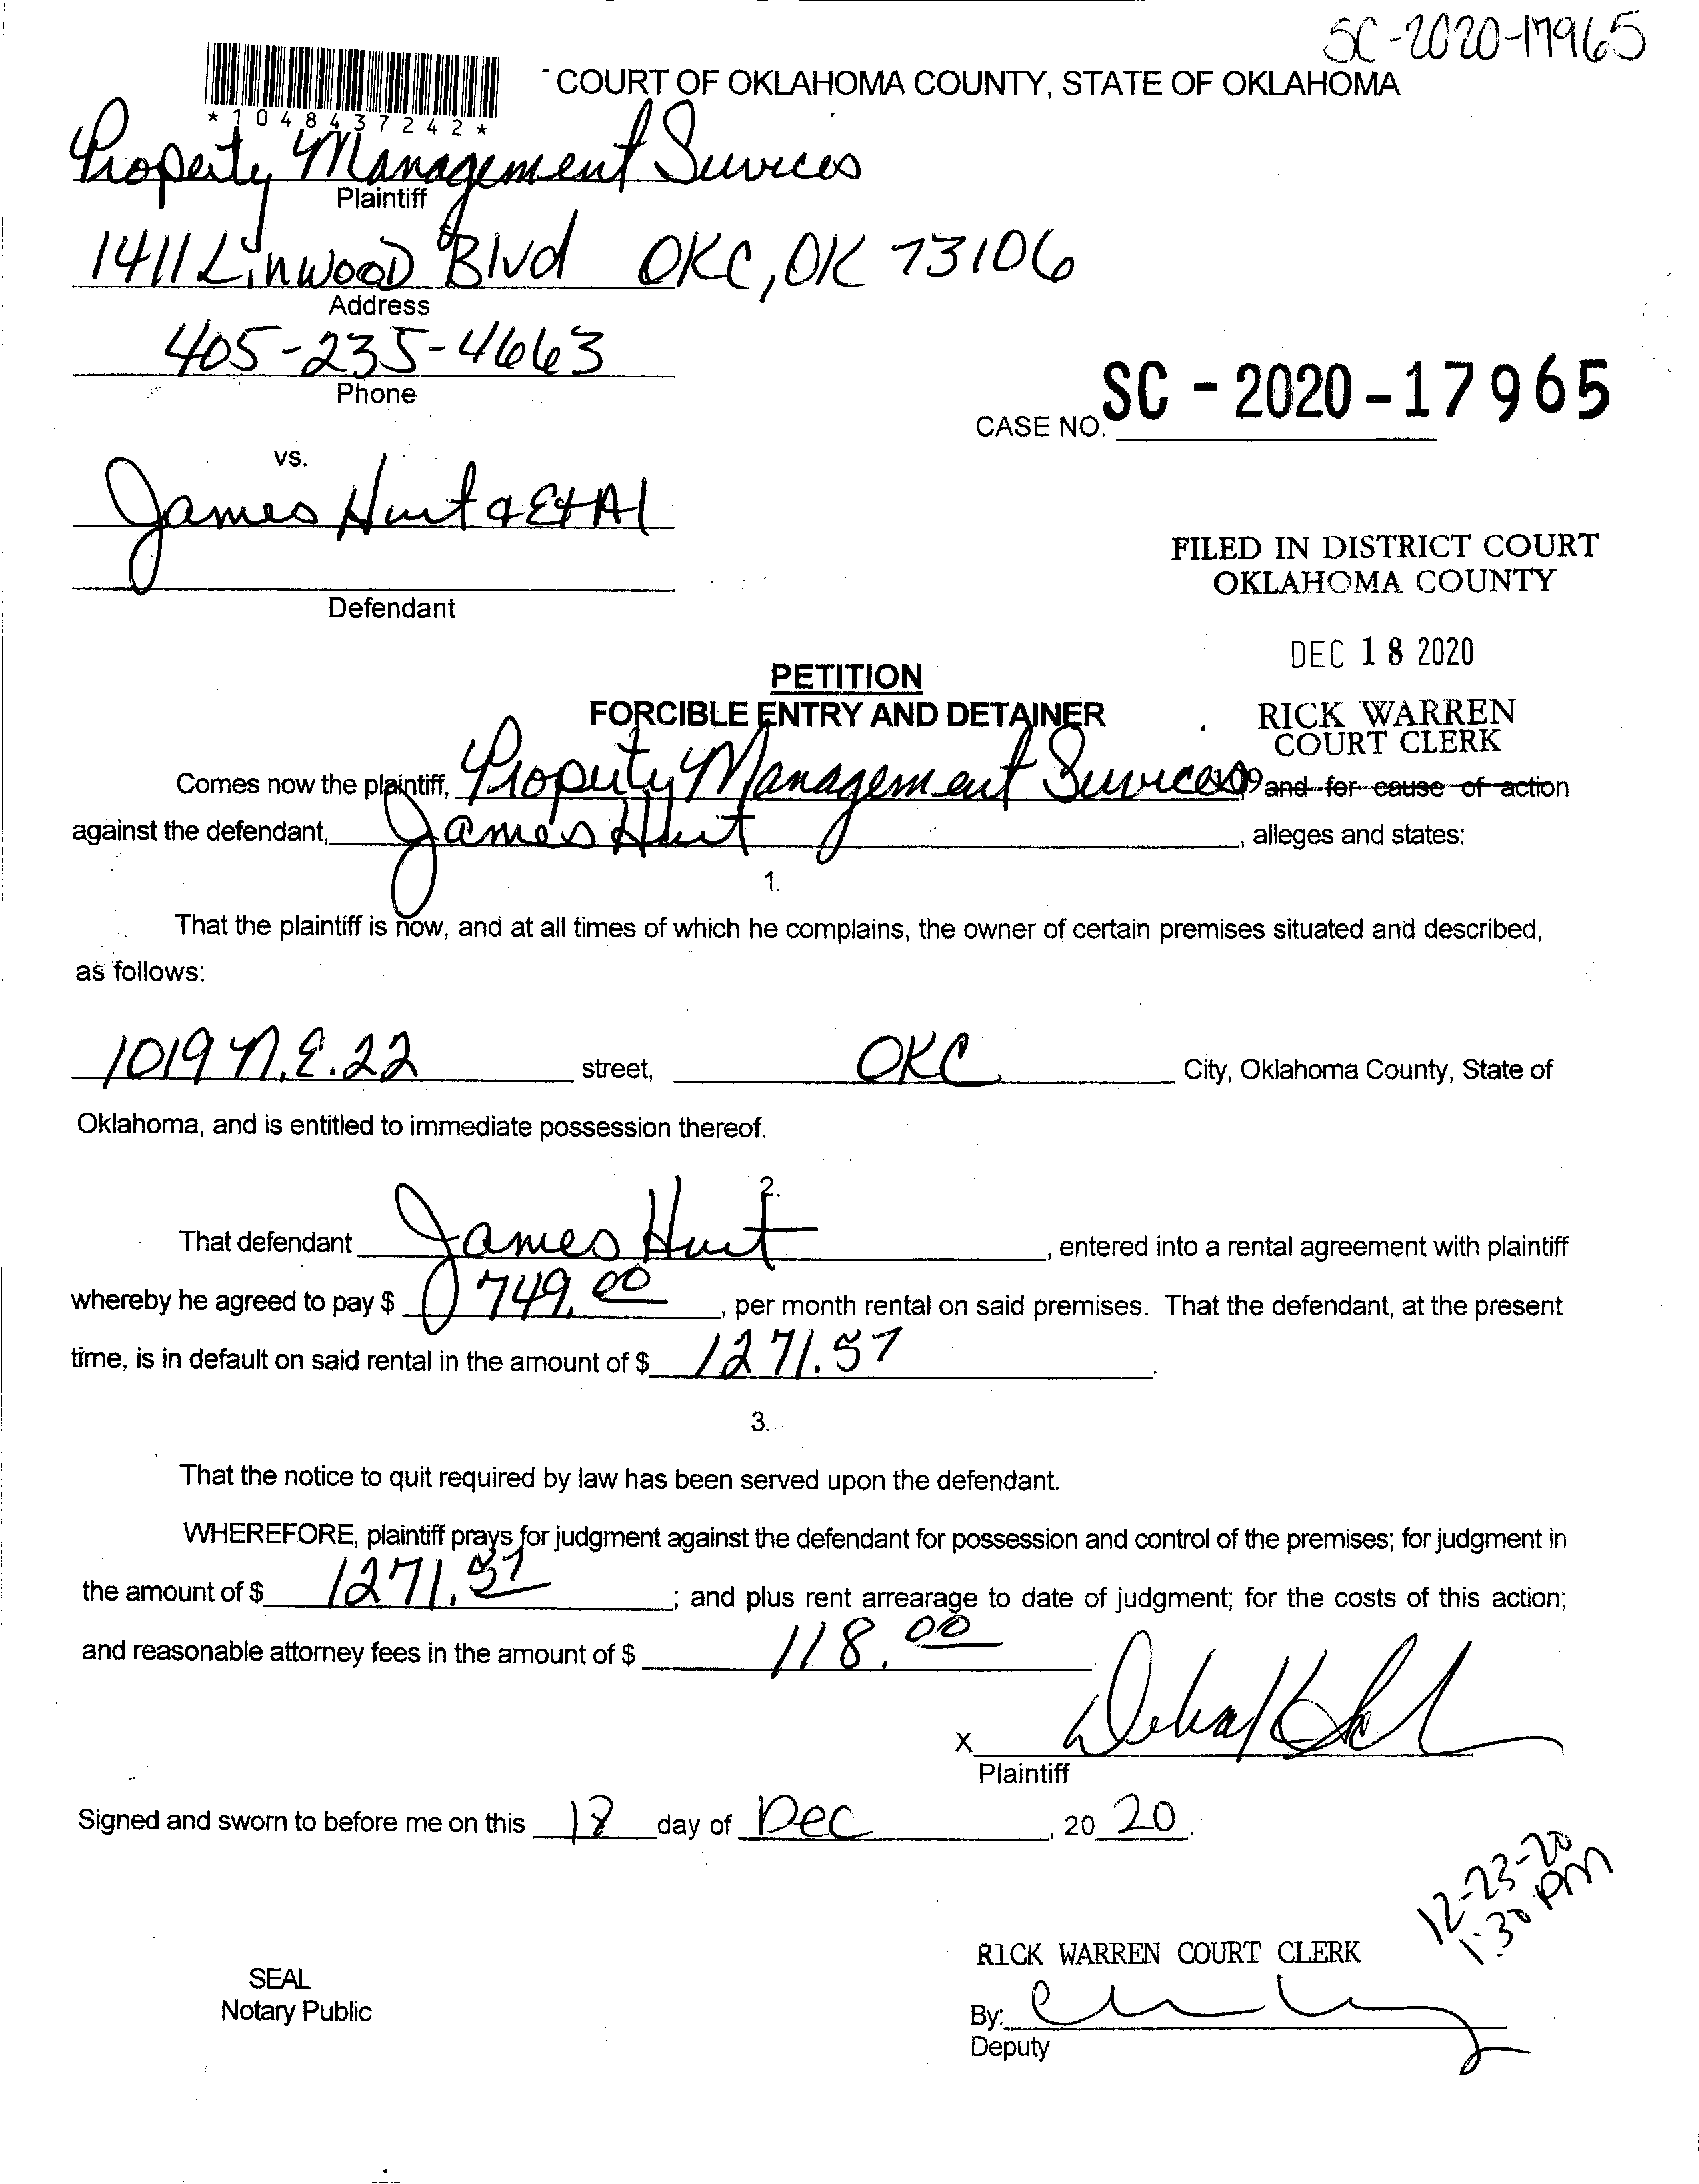 SC-2020-17965
COURT OF OKLAHOMA COUNTY, STATE OF OKLAHOMA
*1048437242*
Property Management Services
Plaintiff
1411 Linwood Blvd OKC, OK 73106
Address
405-235-4663
Phone
CASE NO. SC - 2020-17965
vs.
James Hurt & Et Al
Defendant
FILED IN DISTRICT COURT
OKLAHOMA COUNTY
DEC 18 2020
RICK WARREN
COURT CLERK
PETITION
FORCIBLE ENTRY AND DETAINER
Comes now the plaintiff, Property Management Services and for cause of action
against the defendant, James Hurt, alleges and states:
1.
That the plaintiff is now, and at all times of which he complains, the owner of certain premises situated and described,
as follows:
1019 N.E. 22 street, OKC City, Oklahoma County, State of
Oklahoma, and is entitled to immediate possession thereof.
2.
That defendant James Hurt, entered into a rental agreement with plaintiff
whereby he agreed to pay $ 749.00, per month rental on said premises. That the defendant, at the present
time, is in default on said rental in the amount of $ 1271.57.
3.
That the notice to quit required by law has been served upon the defendant.
WHEREFORE, plaintiff prays for judgment against the defendant for possession and control of the premises; for judgment in
the amount of $ 1271.57; and plus rent arrearage to date of judgment; for the costs of this action;
and reasonable attorney fees in the amount of $ 118.00
X
Plaintiff
Signed and sworn to before me on this 18 day of Dec, 20 20.
12-23-20
1:30 PM
RICK WARREN COURT CLERK
SEAL
Notary Public
By:
Deputy